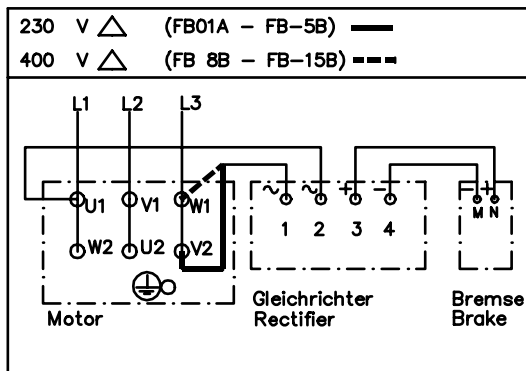 230 V △ (FB01A - FB-5B)
400 V △ (FB 8B - FB-15B)
L1 L2 L3
U1 V1 W1 ~ ~ + - - +
1 2 3 4 M N
W2 U2 V2
Motor
Gleichrichter
Rectifier
Bremse
Brake